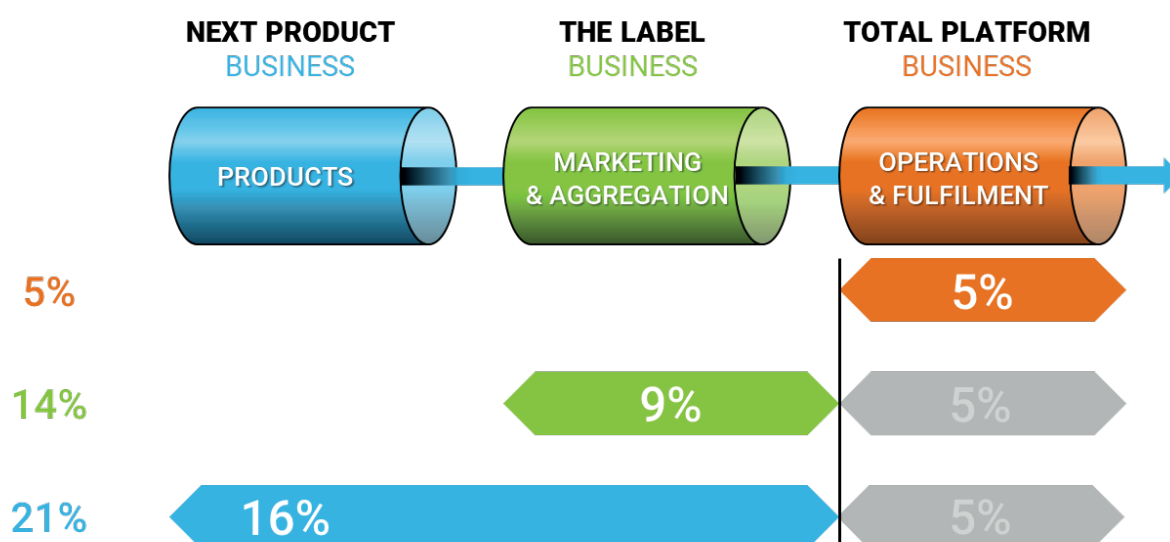 NEXT PRODUCT
BUSINESS
THE LABEL
BUSINESS
TOTAL PLATFORM
BUSINESS
PRODUCTS
MARKETING
& AGGREGATION
OPERATIONS
& FULFILMENT
5%
5%
14%
9%
5%
21%
16%
5%